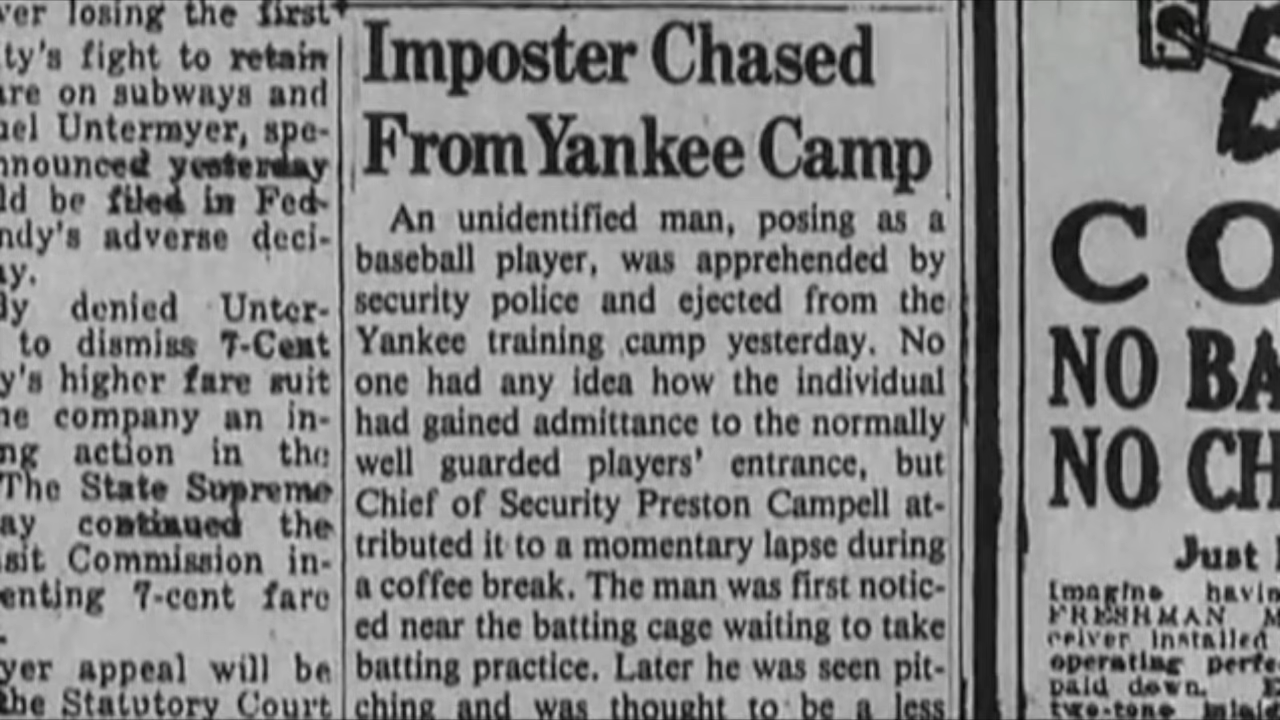 ver losing the first
ty's fight to retain
are on subways and
uel Untermyer, spe-
nnounced yesterday
ld be filed in Fed-
ndy's adverse deci-
ay.
dy denied Unter-
to dismiss 7-Cent
y's higher fare suit
ne company an in-
ng action in the
The State Supreme
ay continued the
sit Commission in-
enting 7-cent fare
yer appeal will be
the Statutory Court
Imposter Chased
From Yankee Camp
An unidentified man, posing as a
baseball player, was apprehended by
security police and ejected from the
Yankee training camp yesterday. No
one had any idea how the individual
had gained admittance to the normally
well guarded players' entrance, but
Chief of Security Preston Campell at-
tributed it to a momentary lapse during
a coffee break. The man was first notic-
ed near the batting cage waiting to take
batting practice. Later he was seen pit-
ching and was thought to be a less
CO
NO BA
NO CH
Just
Imagine havin
FRESHMAN M
ceiver installed
operating perfe
paid down. E
two-tone inlaid